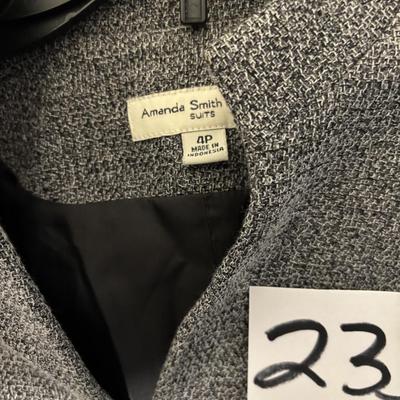 Amanda Smith
SUITS
4P
MADE IN
INDONESIA
23